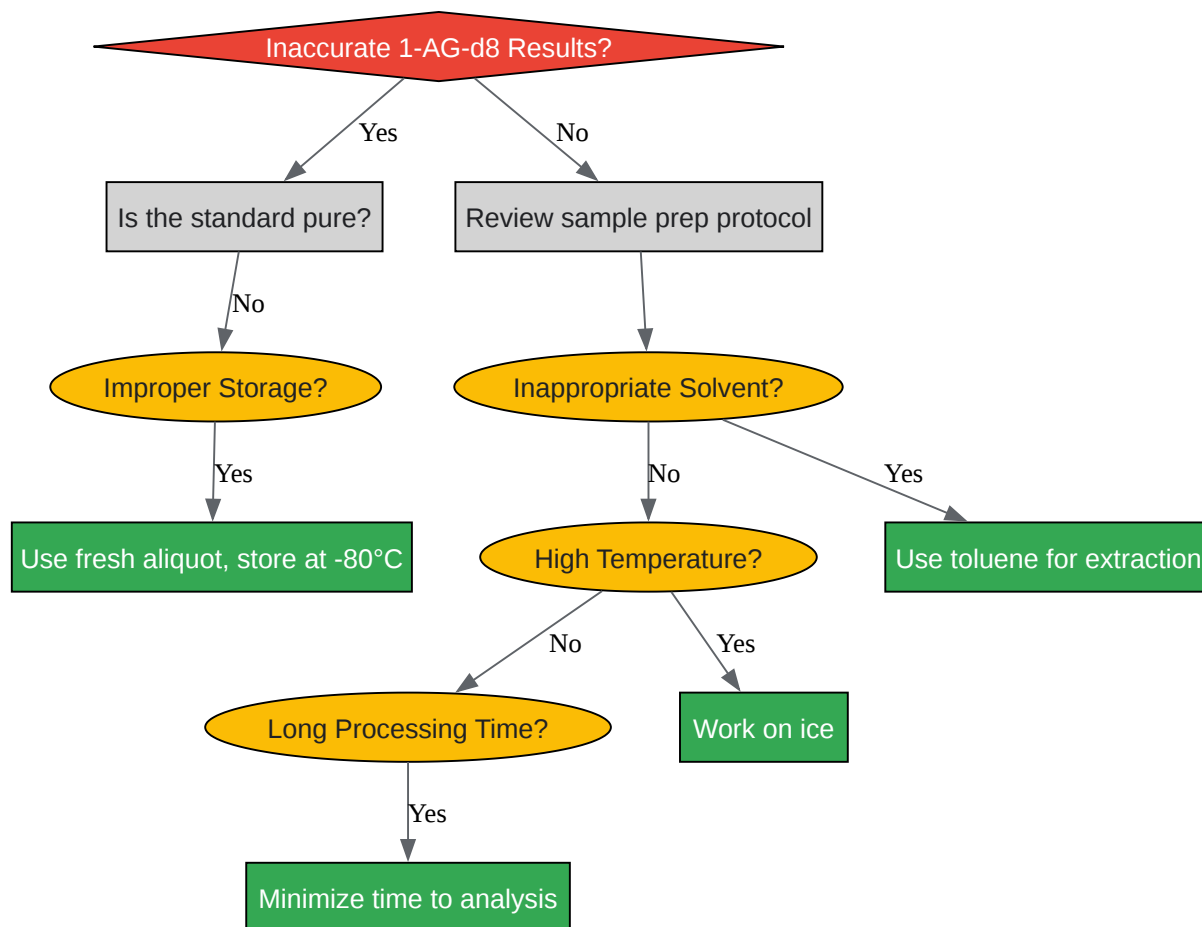 Inaccurate 1-AG-d8 Results?
Yes
No
Is the standard pure?
Review sample prep protocol
No
Improper Storage?
Inappropriate Solvent?
Yes
No
Yes
Use fresh aliquot, store at -80°C
High Temperature?
Use toluene for extraction
No
Yes
Long Processing Time?
Work on ice
Yes
Minimize time to analysis